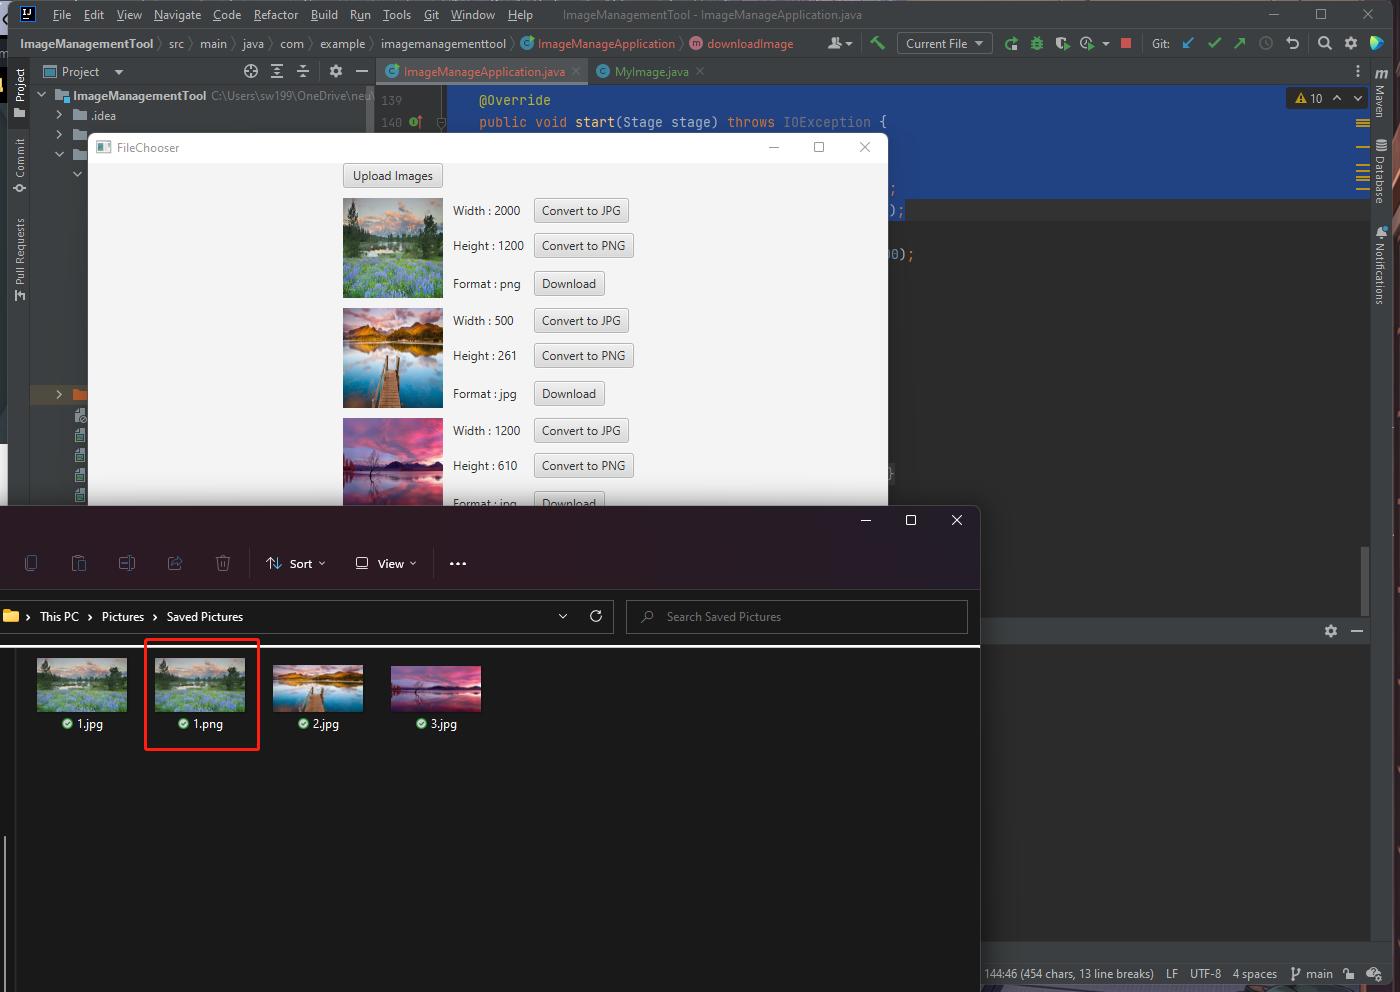 File Edit View Navigate Code Refactor Build Run Tools Git Window Help ImageManagementTool - ImageManageApplication.java
ImageManagementTool src main java com example imagemanagementtool ImageManageApplication downloadImage Current File Git:
Project ImageManageApplication.java MyImage.java
ImageManagementTool C:\Users\sw199\OneDrive\neu\
.idea
Project
Commit
Pull Requests
139 @Override
140 public void start(Stage stage) throws IOException {
;
);
);
}
10
Maven
Database
Notifications
FileChooser
Upload Images
Width : 2000 Convert to JPG
Height : 1200 Convert to PNG
Format : png Download
Width : 500 Convert to JPG
Height : 261 Convert to PNG
Format : jpg Download
Width : 1200 Convert to JPG
Height : 610 Convert to PNG
Format : jpg Download
Sort View
This PC Pictures Saved Pictures Search Saved Pictures
1.jpg 1.png 2.jpg 3.jpg
144:46 (454 chars, 13 line breaks) LF UTF-8 4 spaces main